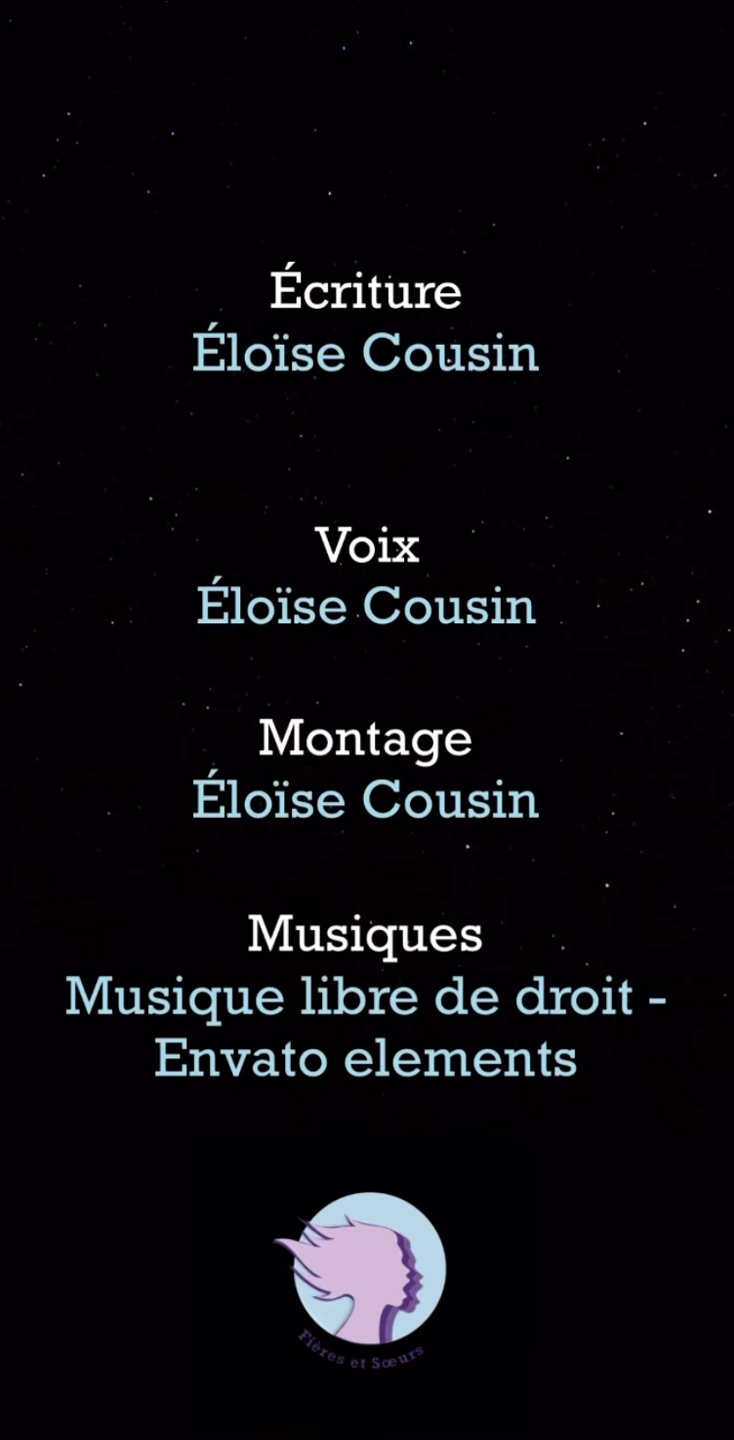 Écriture
Éloïse Cousin
Voix
Éloïse Cousin
Montage
Éloïse Cousin
Musiques
Musique libre de droit -
Envato elements
Fières et Sœurs